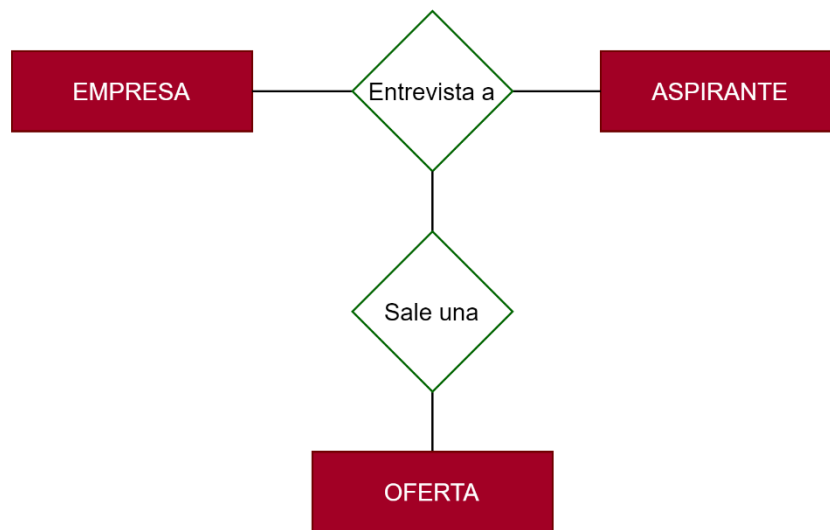 EMPRESA
Entrevista a
ASPIRANTE
Sale una
OFERTA